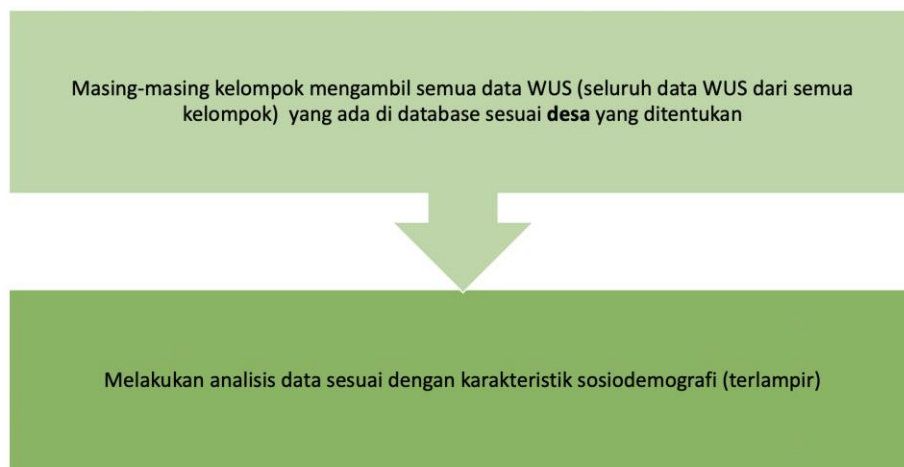 Masing-masing kelompok mengambil semua data WUS (seluruh data WUS dari semua
kelompok)  yang ada di database sesuai desa yang ditentukan
Melakukan analisis data sesuai dengan karakteristik sosiodemografi (terlampir)